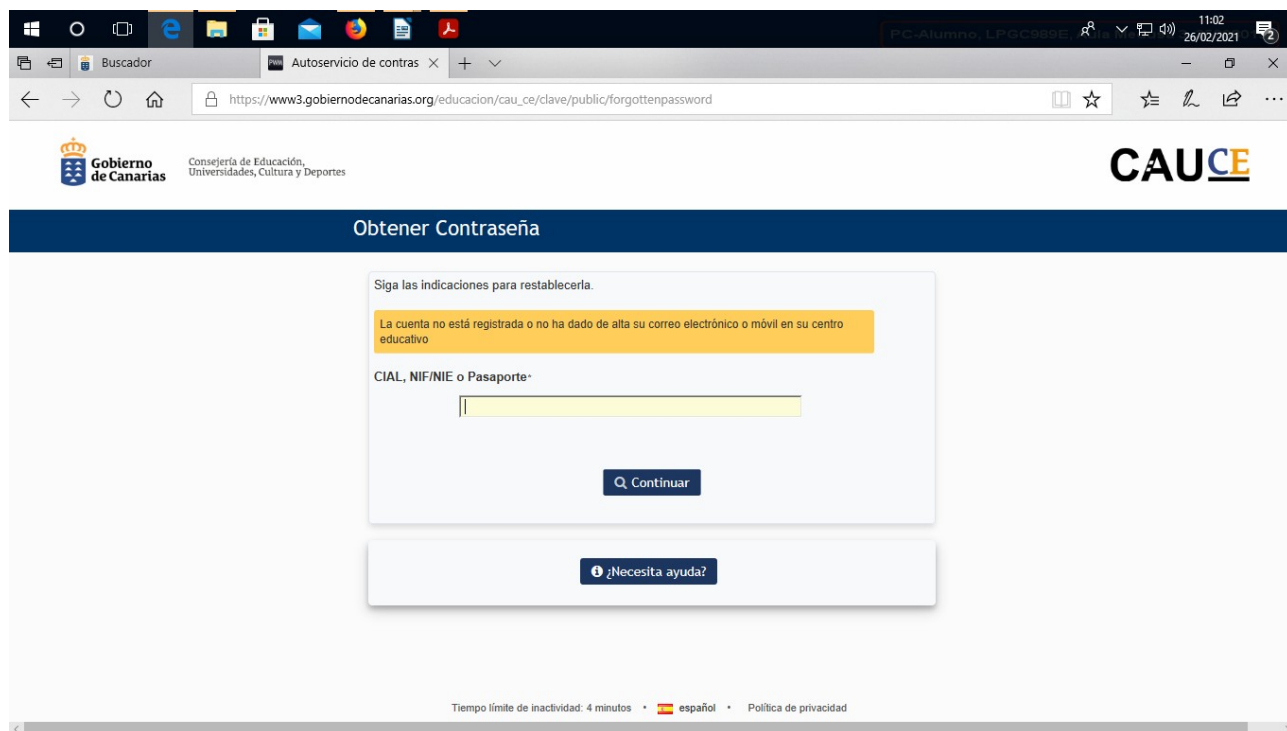 PC-Alumno, LPGC989E,
11:02
26/02/2021
2
Buscador
PWM Autoservicio de contras
https://www3.gobiernodecanarias.org/educacion/cau_ce/clave/public/forgottenpassword
Gobierno
de Canarias
Consejería de Educación,
Universidades, Cultura y Deportes
CAUCE
Obtener Contraseña
Siga las indicaciones para restablecerla.
La cuenta no está registrada o no ha dado de alta su correo electrónico o móvil en su centro
educativo
CIAL, NIF/NIE o Pasaporte*
Continuar
¿Necesita ayuda?
Tiempo límite de inactividad: 4 minutos • español • Política de privacidad